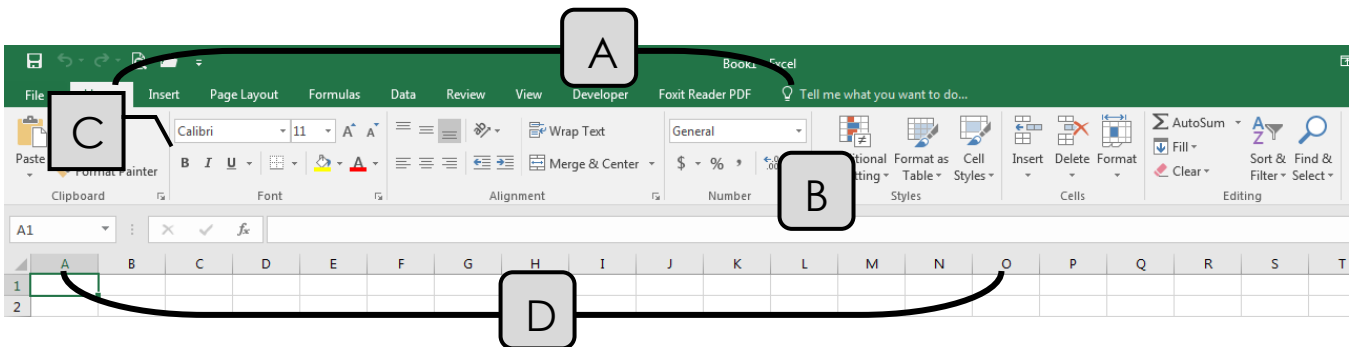 A
Book1 - Excel
File Insert Page Layout Formulas Data Review View Developer Foxit Reader PDF Tell me what you want to do...
C
Calibri 11 A A Wrap Text General AutoSum
Fill
Paste B I U A Merge & Center $ % , Format as Cell Insert Delete Format Sort & Find &
Format Painter Table Styles Clear Filter Select
B
Clipboard Font Alignment Number Styles Cells Editing
A1 fx
A B C D E F G H I J K L M N O P Q R S T
1
2
D